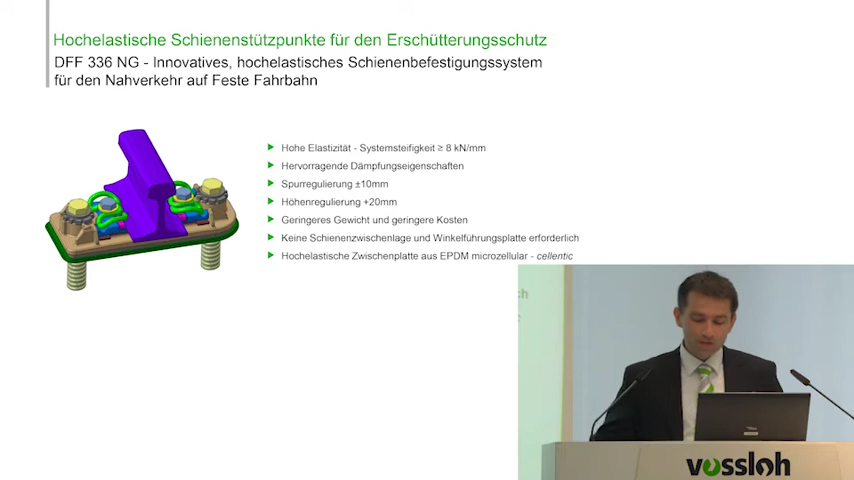 Hochelastische Schienenstützpunkte für den Erschütterungsschutz
DFF 336 NG - Innovatives, hochelastisches Schienenbefestigungssystem
für den Nahverkehr auf Feste Fahrbahn
Hohe Elastizität - Systemsteifigkeit ≥ 8 kN/mm
Hervorragende Dämpfungseigenschaften
Spurregulierung ±10mm
Höhenregulierung +20mm
Geringeres Gewicht und geringere Kosten
Keine Schienenzwischenlage und Winkelführungsplatte erforderlich
Hochelastische Zwischenplatte aus EPDM microzellular - cellentic
vossloh